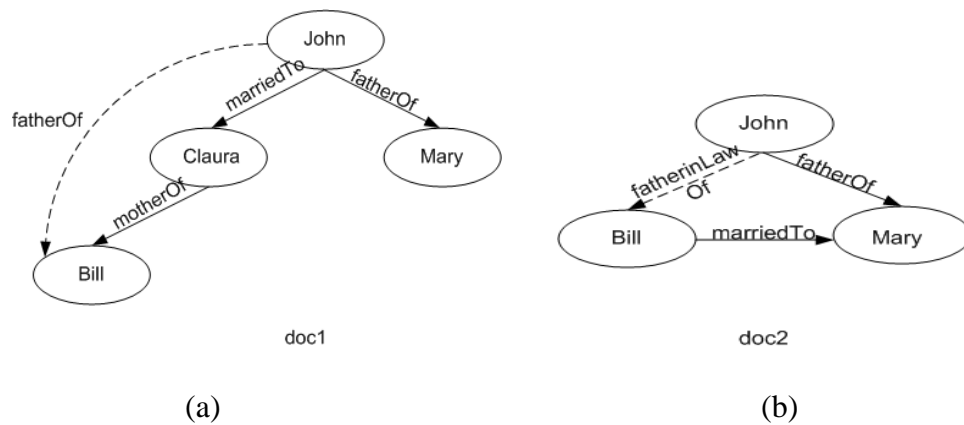 John
marriedTo
fatherOf
fatherOf
Claura
Mary
motherOf
Bill
doc1
(a)
John
fatherinLaw
Of
fatherOf
Bill
marriedTo
Mary
doc2
(b)